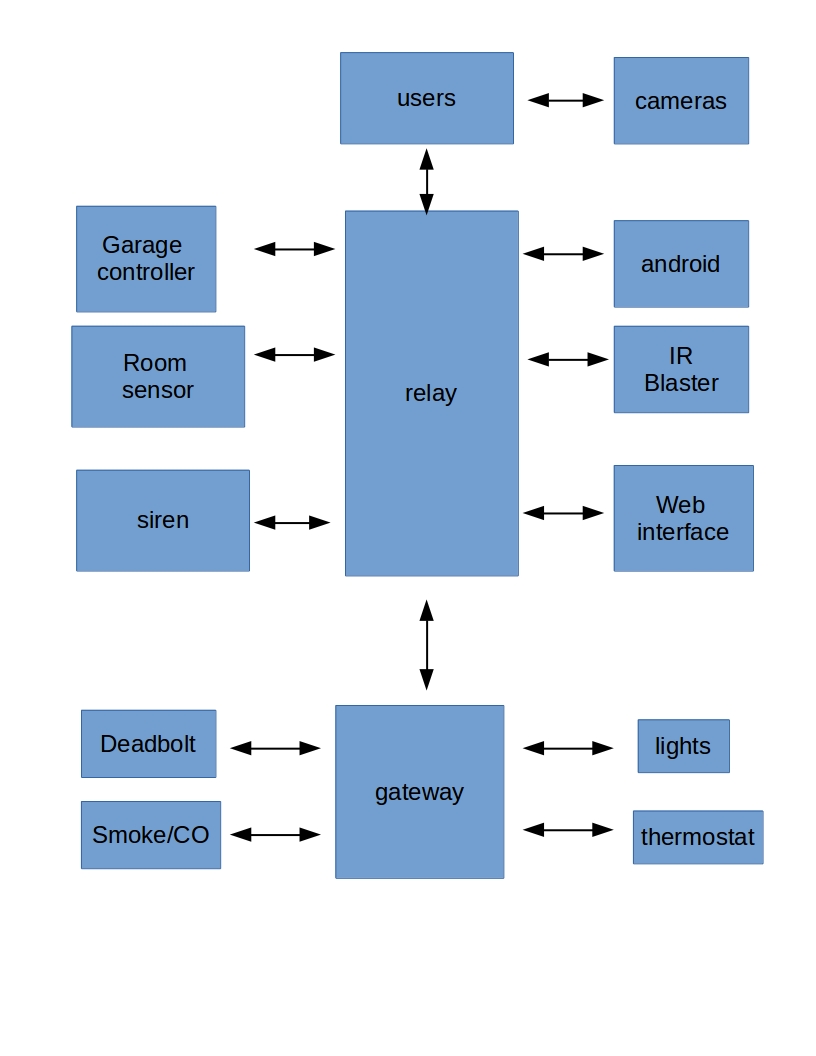 users
cameras
Garage
controller
android
Room
sensor
IR
Blaster
relay
siren
Web
interface
Deadbolt
lights
gateway
Smoke/CO
thermostat